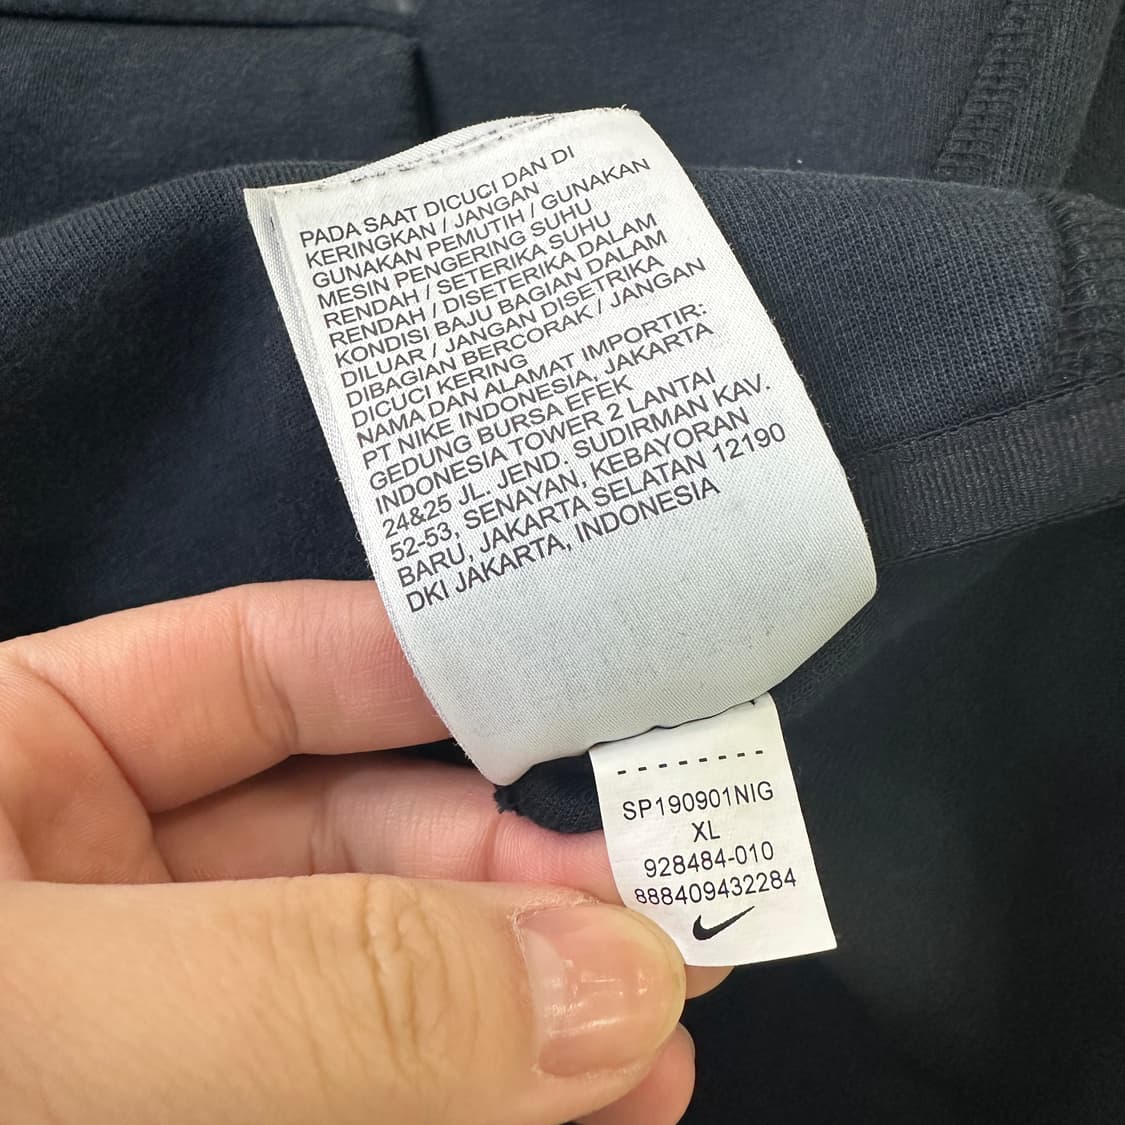 PADA SAAT DICUCI DAN DI
KERINGKAN / JANGAN
GUNAKAN PEMUTIH / GUNAKAN
MESIN PENGERING SUHU
RENDAH / SETERIKA SUHU
RENDAH / DISETERIKA DALAM
KONDISI BAJU BAGIAN DALAM
DILUAR / JANGAN DISETRIKA
DIBAGIAN BERCORAK / JANGAN
DICUCI KERING
NAMA DAN ALAMAT IMPORTIR:
PT NIKE INDONESIA, JAKARTA
GEDUNG BURSA EFEK
INDONESIA TOWER 2 LANTAI
24&25 JL. JEND. SUDIRMAN KAV.
52-53, SENAYAN, KEBAYORAN
BARU, JAKARTA SELATAN 12190
DKI JAKARTA, INDONESIA
SP190901NIG
XL
928484-010
888409432284